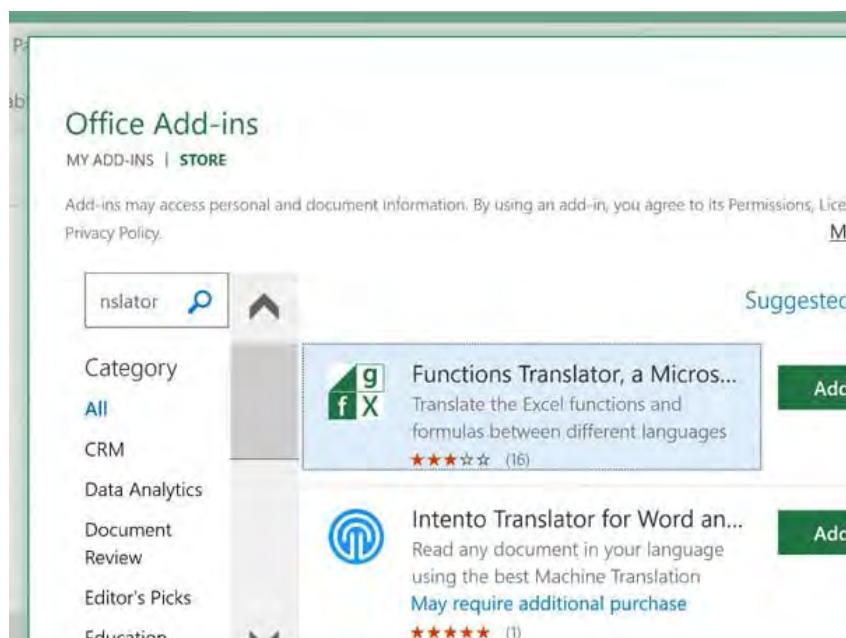 Pa
ab
Office Add-ins
MY ADD-INS | STORE
Add-ins may access personal and document information. By using an add-in, you agree to its Permissions, Lice
Privacy Policy.
M
nslator
Suggested
Category
All
CRM
Data Analytics
Document
Review
Editor's Picks
Education
g
f X
Functions Translator, a Micros...
Translate the Excel functions and
formulas between different languages
(16)
Add
Intento Translator for Word an...
Read any document in your language
using the best Machine Translation
May require additional purchase
(1)
Add